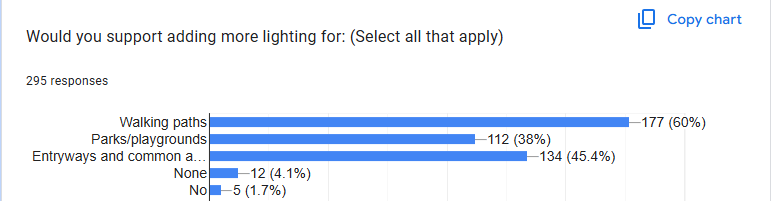 Copy chart
Would you support adding more lighting for: (Select all that apply)
295 responses
Walking paths 177 (60%)
Parks/playgrounds 112 (38%)
Entryways and common a... 134 (45.4%)
None 12 (4.1%)
No 5 (1.7%)